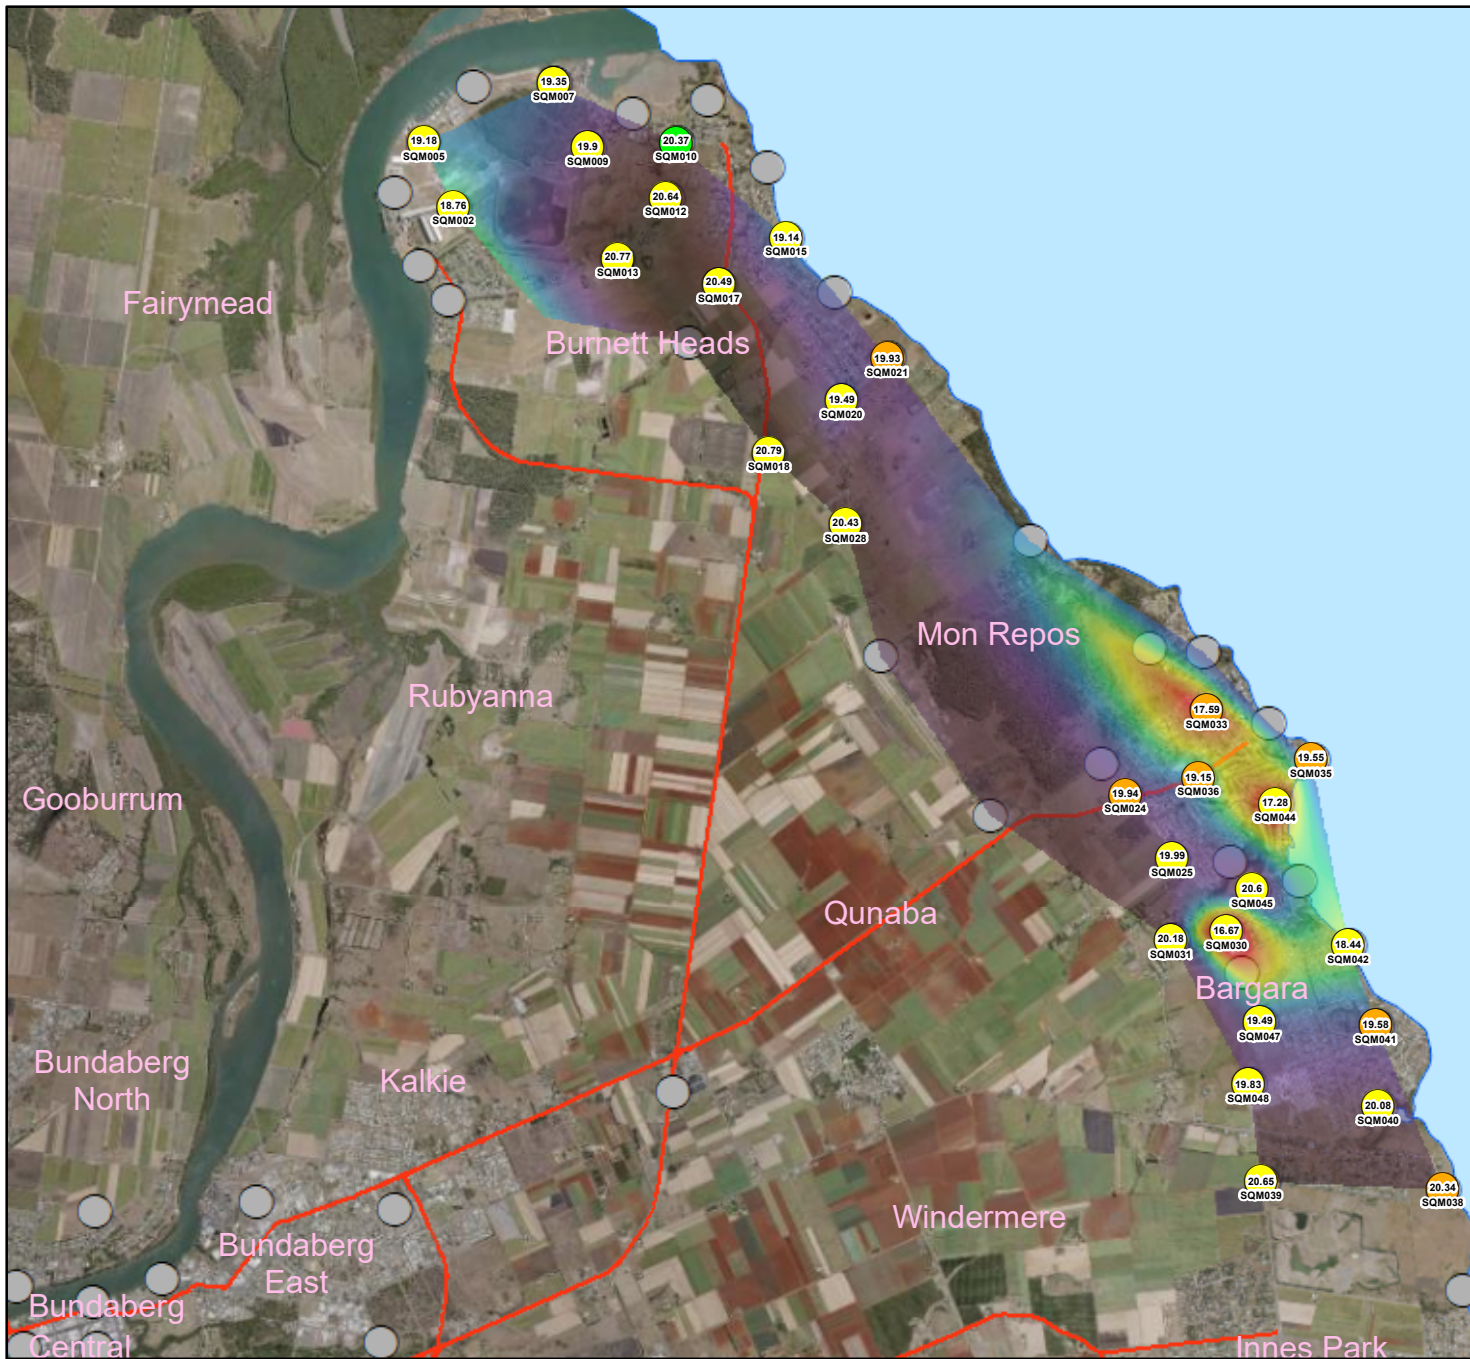 19.35
SQM007
19.18
SQM005
19.9
SQM009
20.37
SQM010
18.76
SQM002
20.64
SQM012
19.14
SQM015
20.77
SQM013
20.49
SQM017
Fairymead
Burnett Heads
19.93
SQM021
19.49
SQM020
20.79
SQM018
20.43
SQM028
Mon Repos
Rubyanna
17.59
SQM033
19.55
SQM035
19.15
SQM036
19.94
SQM024
17.28
SQM044
Gooburrum
19.99
SQM025
20.6
SQM045
Qunaba
16.67
SQM030
20.18
SQM031
18.44
SQM042
Bargara
19.49
SQM047
19.58
SQM041
Bundaberg
North
Kalkie
19.83
SQM048
20.08
SQM040
20.65
SQM039
20.34
SQM038
Windermere
Bundaberg
East
Bundaberg
Central
Innes Park